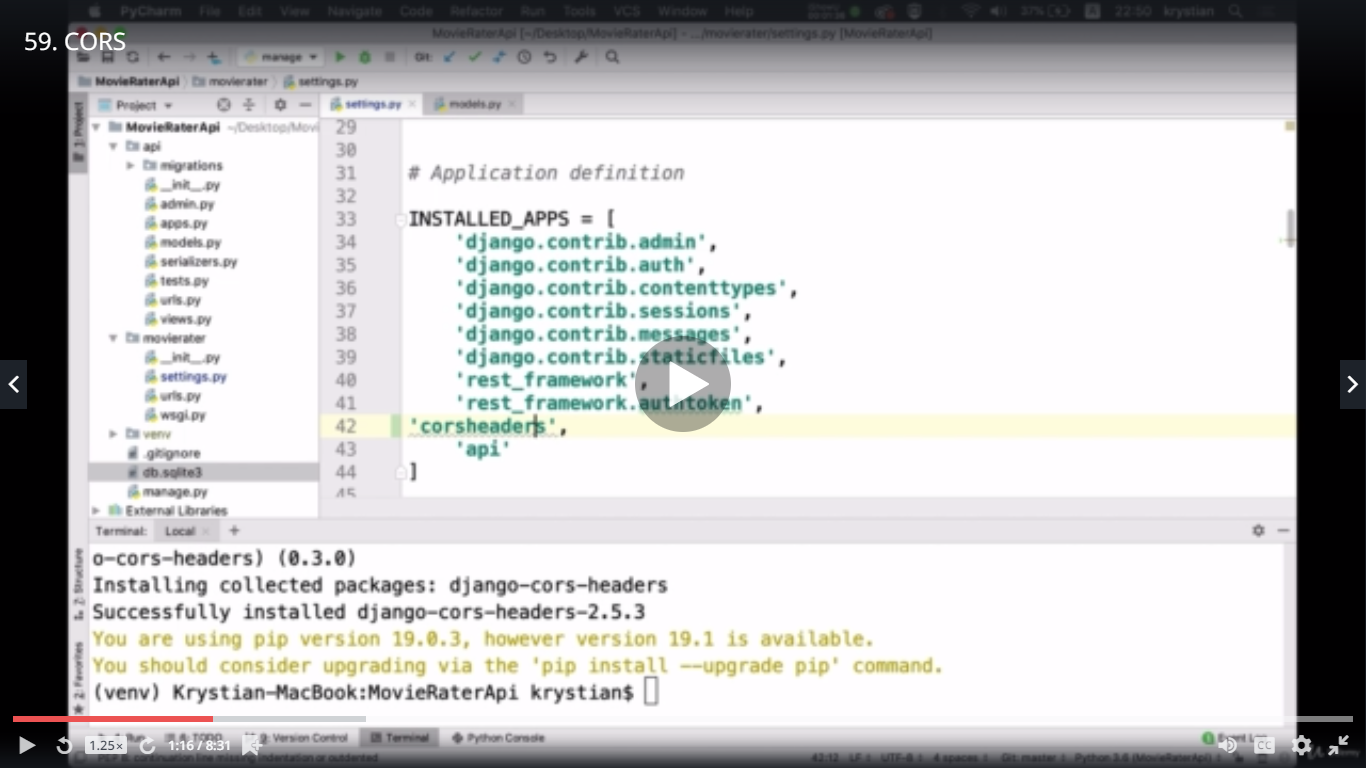 PyCharm File Edit View Navigate Code Refactor Run Tools VCS Window Help 37% 22:50 krystian
MovieRaterApi [~/Desktop/MovieRaterApi] - .../movierater/settings.py [MovieRaterApi]
59. CORS
manage Git:
MovieRaterApi movierater settings.py
1: Project
Project
settings.py models.py
MovieRaterApi ~/Desktop/Movi
api
migrations
__init__.py
admin.py
apps.py
models.py
serializers.py
tests.py
urls.py
views.py
movierater
__init__.py
settings.py
urls.py
wsgi.py
venv
.gitignore
db.sqlite3
manage.py
External Libraries
29
30
31 # Application definition
32
33 INSTALLED_APPS = [
34 'django.contrib.admin',
35 'django.contrib.auth',
36 'django.contrib.contenttypes',
37 'django.contrib.sessions',
38 'django.contrib.messages',
39 'django.contrib.staticfiles',
40 'rest_framework',
41 'rest_framework.authtoken',
42 'corsheaders',
43 'api'
44 ]
45
Terminal: Local +
o-cors-headers) (0.3.0)
Installing collected packages: django-cors-headers
Successfully installed django-cors-headers-2.5.3
You are using pip version 19.0.3, however version 19.1 is available.
You should consider upgrading via the 'pip install --upgrade pip' command.
(venv) Krystian-MacBook:MovieRaterApi krystian$
Z: Structure
2: Favorites
1.25x 1:16 / 8:31 CC
Version Control Terminal Python Console
PEP 8: continuation line missing indentation or outdented 42:12 LF UTF-8 4 spaces Git: master Python 3.6 (MovieRaterApi)